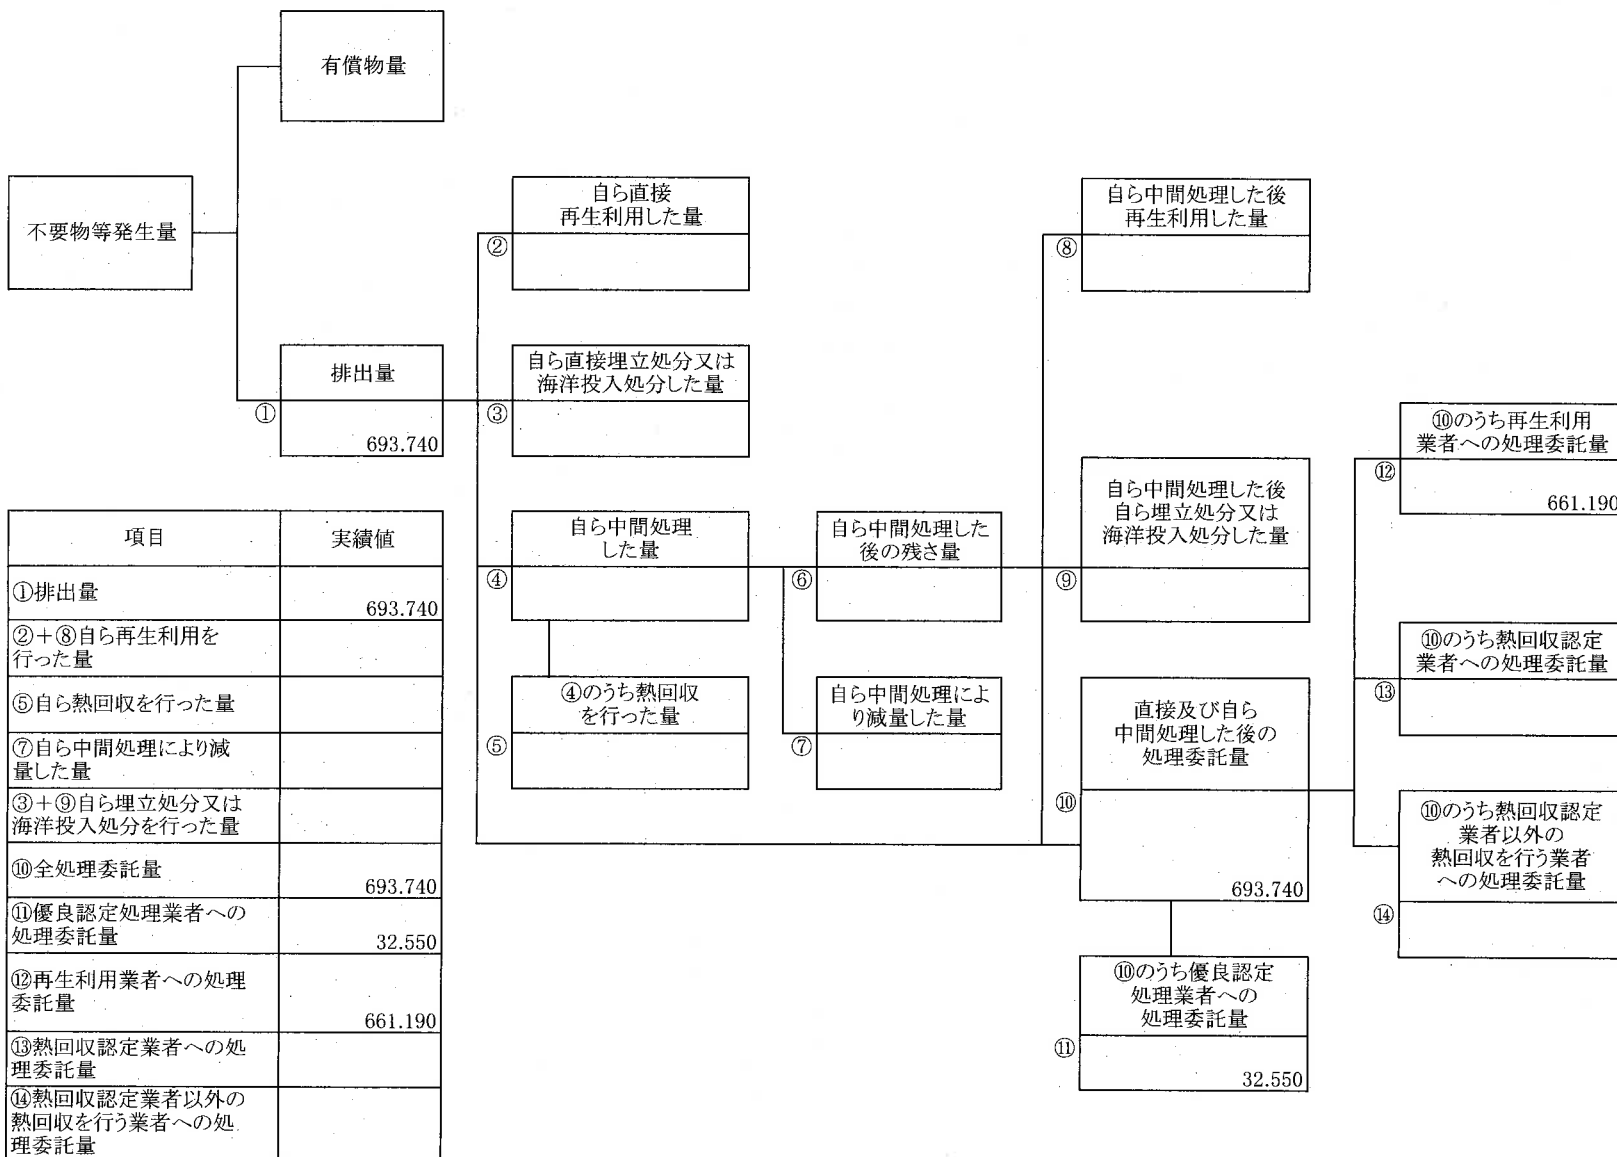 有償物量
不要物等発生量
自ら直接
再生利用した量
②
自ら中間処理した後
再生利用した量
⑧
排出量
①
693.740
自ら直接埋立処分又は
海洋投入処分した量
③
⑩のうち再生利用
業者への処理委託量
⑫
661.190
自ら中間処理
した量
④
自ら中間処理した
後の残さ量
⑥
自ら中間処理した後
自ら埋立処分又は
海洋投入処分した量
⑨
⑩のうち熱回収認定
業者への処理委託量
⑬
④のうち熱回収
を行った量
⑤
自ら中間処理によ
り減量した量
⑦
直接及び自ら
中間処理した後の
処理委託量
⑩
693.740
⑩のうち熱回収認定
業者以外の
熱回収を行う業者
への処理委託量
⑭
⑩のうち優良認定
処理業者への
処理委託量
⑪
32.550
項目 実績値
①排出量 693.740
②+⑧自ら再生利用を
行った量
⑤自ら熱回収を行った量
⑦自ら中間処理により減
量した量
③+⑨自ら埋立処分又は
海洋投入処分を行った量
⑩全処理委託量 693.740
⑪優良認定処理業者への
処理委託量 32.550
⑫再生利用業者への処理
委託量 661.190
⑬熱回収認定業者への処
理委託量
⑭熱回収認定業者以外の
熱回収を行う業者への処
理委託量